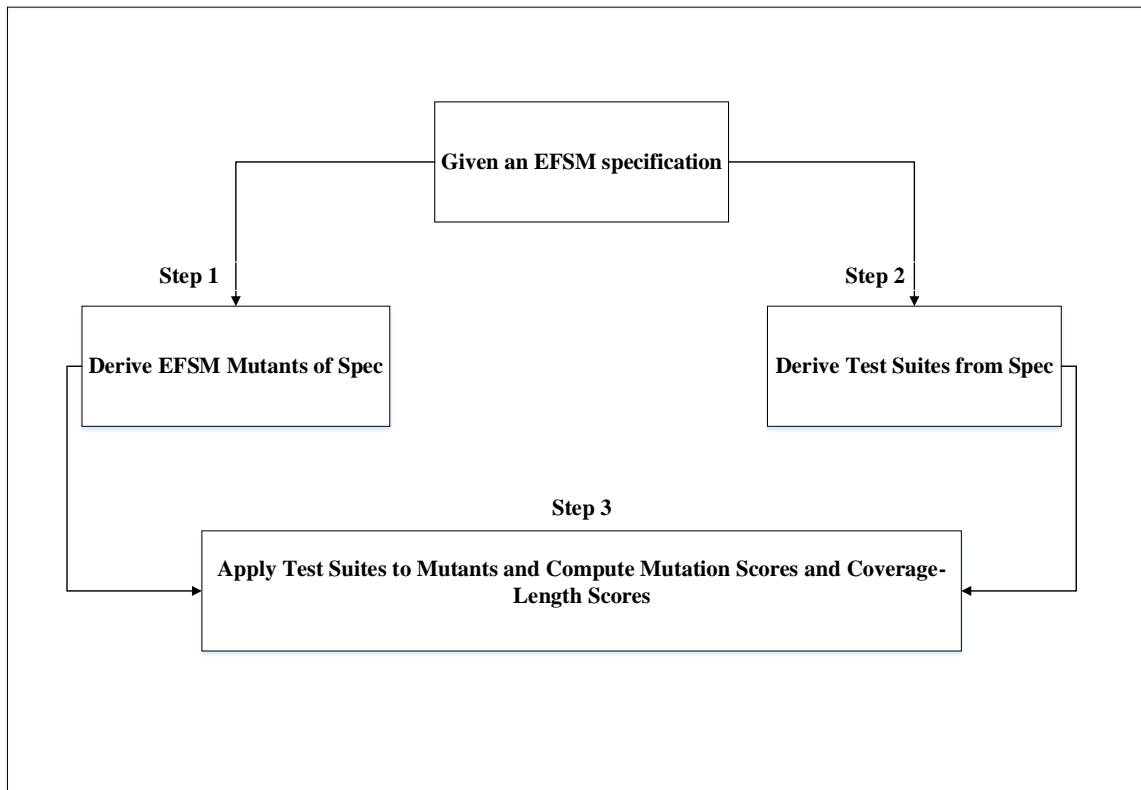 Given an EFSM specification
Step 1
Step 2
Derive EFSM Mutants of Spec
Derive Test Suites from Spec
Step 3
Apply Test Suites to Mutants and Compute Mutation Scores and Coverage-
Length Scores